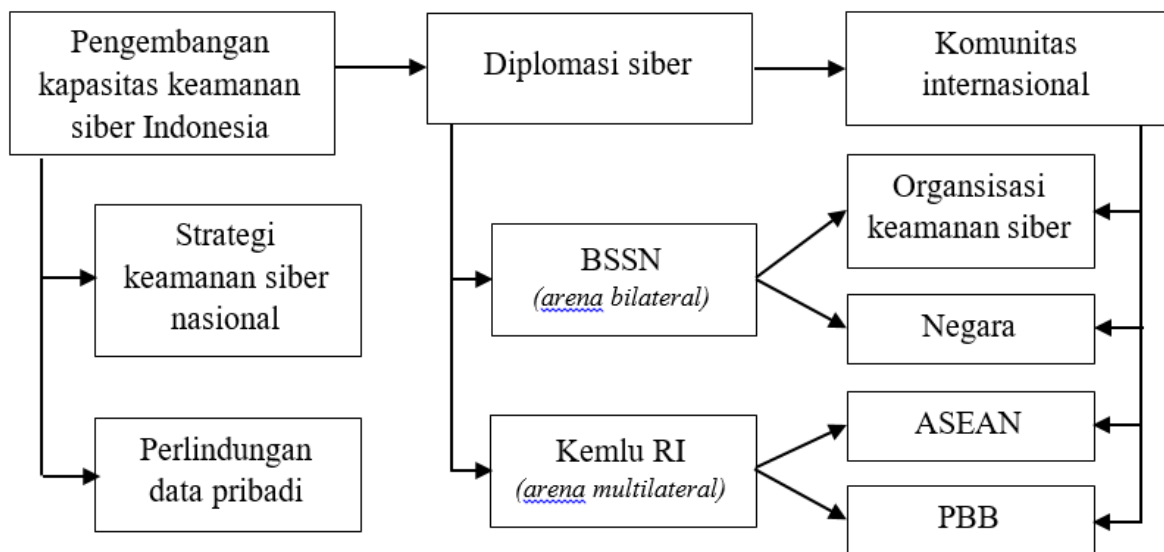 Pengembangan
kapasitas keamanan
siber Indonesia
Diplomasi siber
Komunitas
internasional
Strategi
keamanan siber
nasional
Perlindungan
data pribadi
BSSN
(arena bilateral)
Kemlu RI
(arena multilateral)
Organsisasi
keamanan siber
Negara
ASEAN
PBB